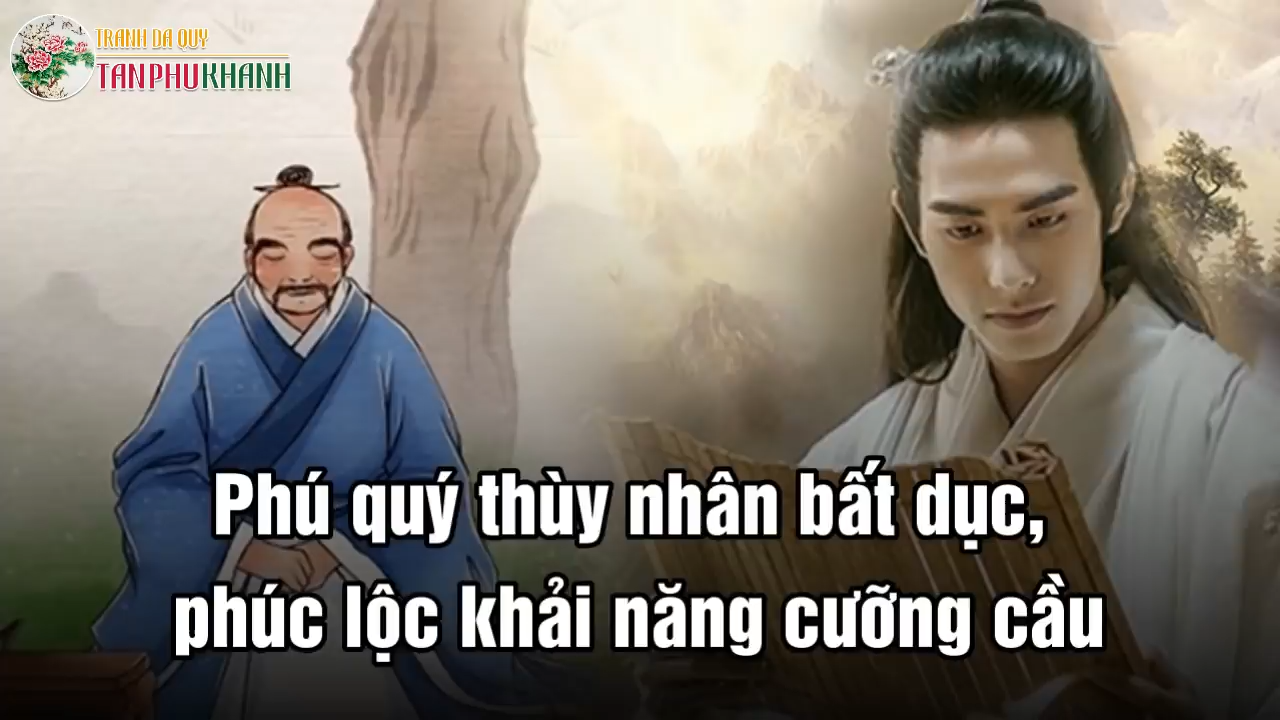 TRANH DA QUY
TANPHUKHANH
Phú quý thùy nhân bất dục,
phúc lộc khải năng cưỡng cầu